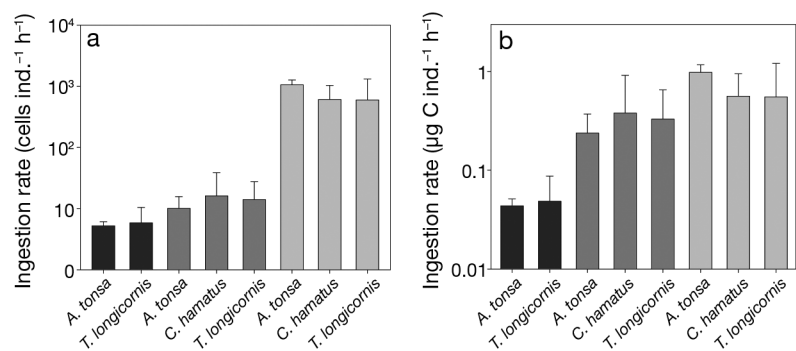 a
Ingestion rate (cells ind.⁻¹ h⁻¹)
10⁴
10³
10²
10
0
A. tonsa
T. longicornis
A. tonsa
C. hamatus
T. longicornis
A. tonsa
C. hamatus
T. longicornis
b
Ingestion rate (µg C ind.⁻¹ h⁻¹)
1
0.1
0.01
A. tonsa
T. longicornis
A. tonsa
C. hamatus
T. longicornis
A. tonsa
C. hamatus
T. longicornis